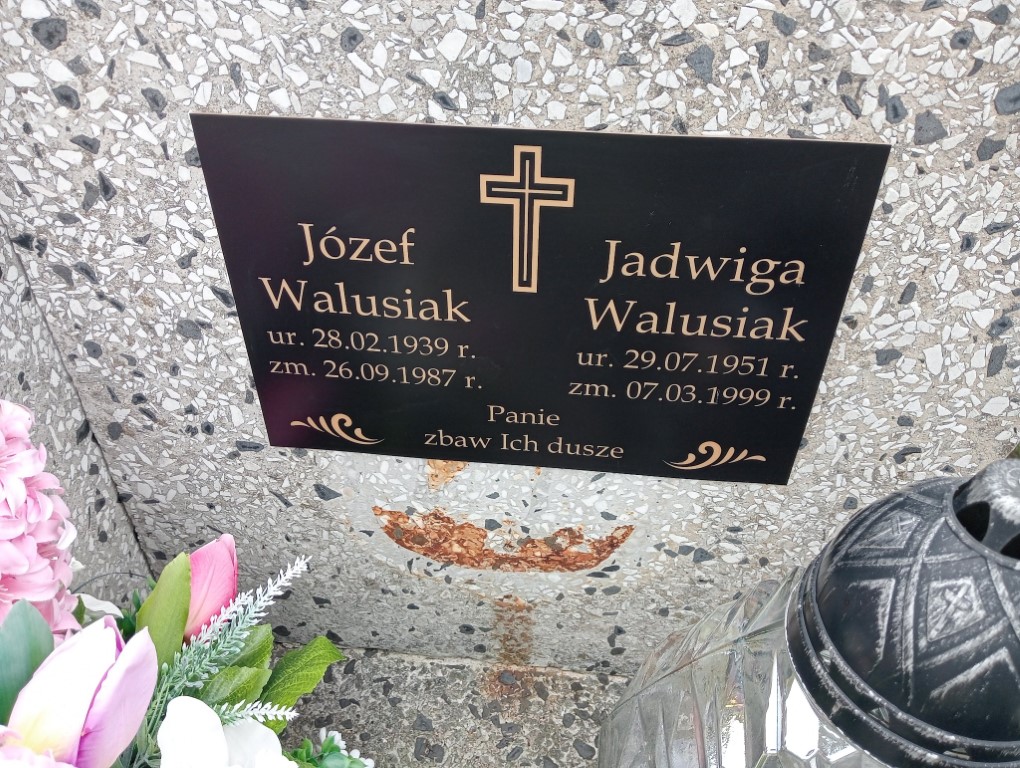 Józef
Walusiak
ur. 28.02.1939 r.
zm. 26.09.1987 r.
Jadwiga
Walusiak
ur. 29.07.1951 r.
zm. 07.03.1999 r.
Panie
zbaw Ich dusze